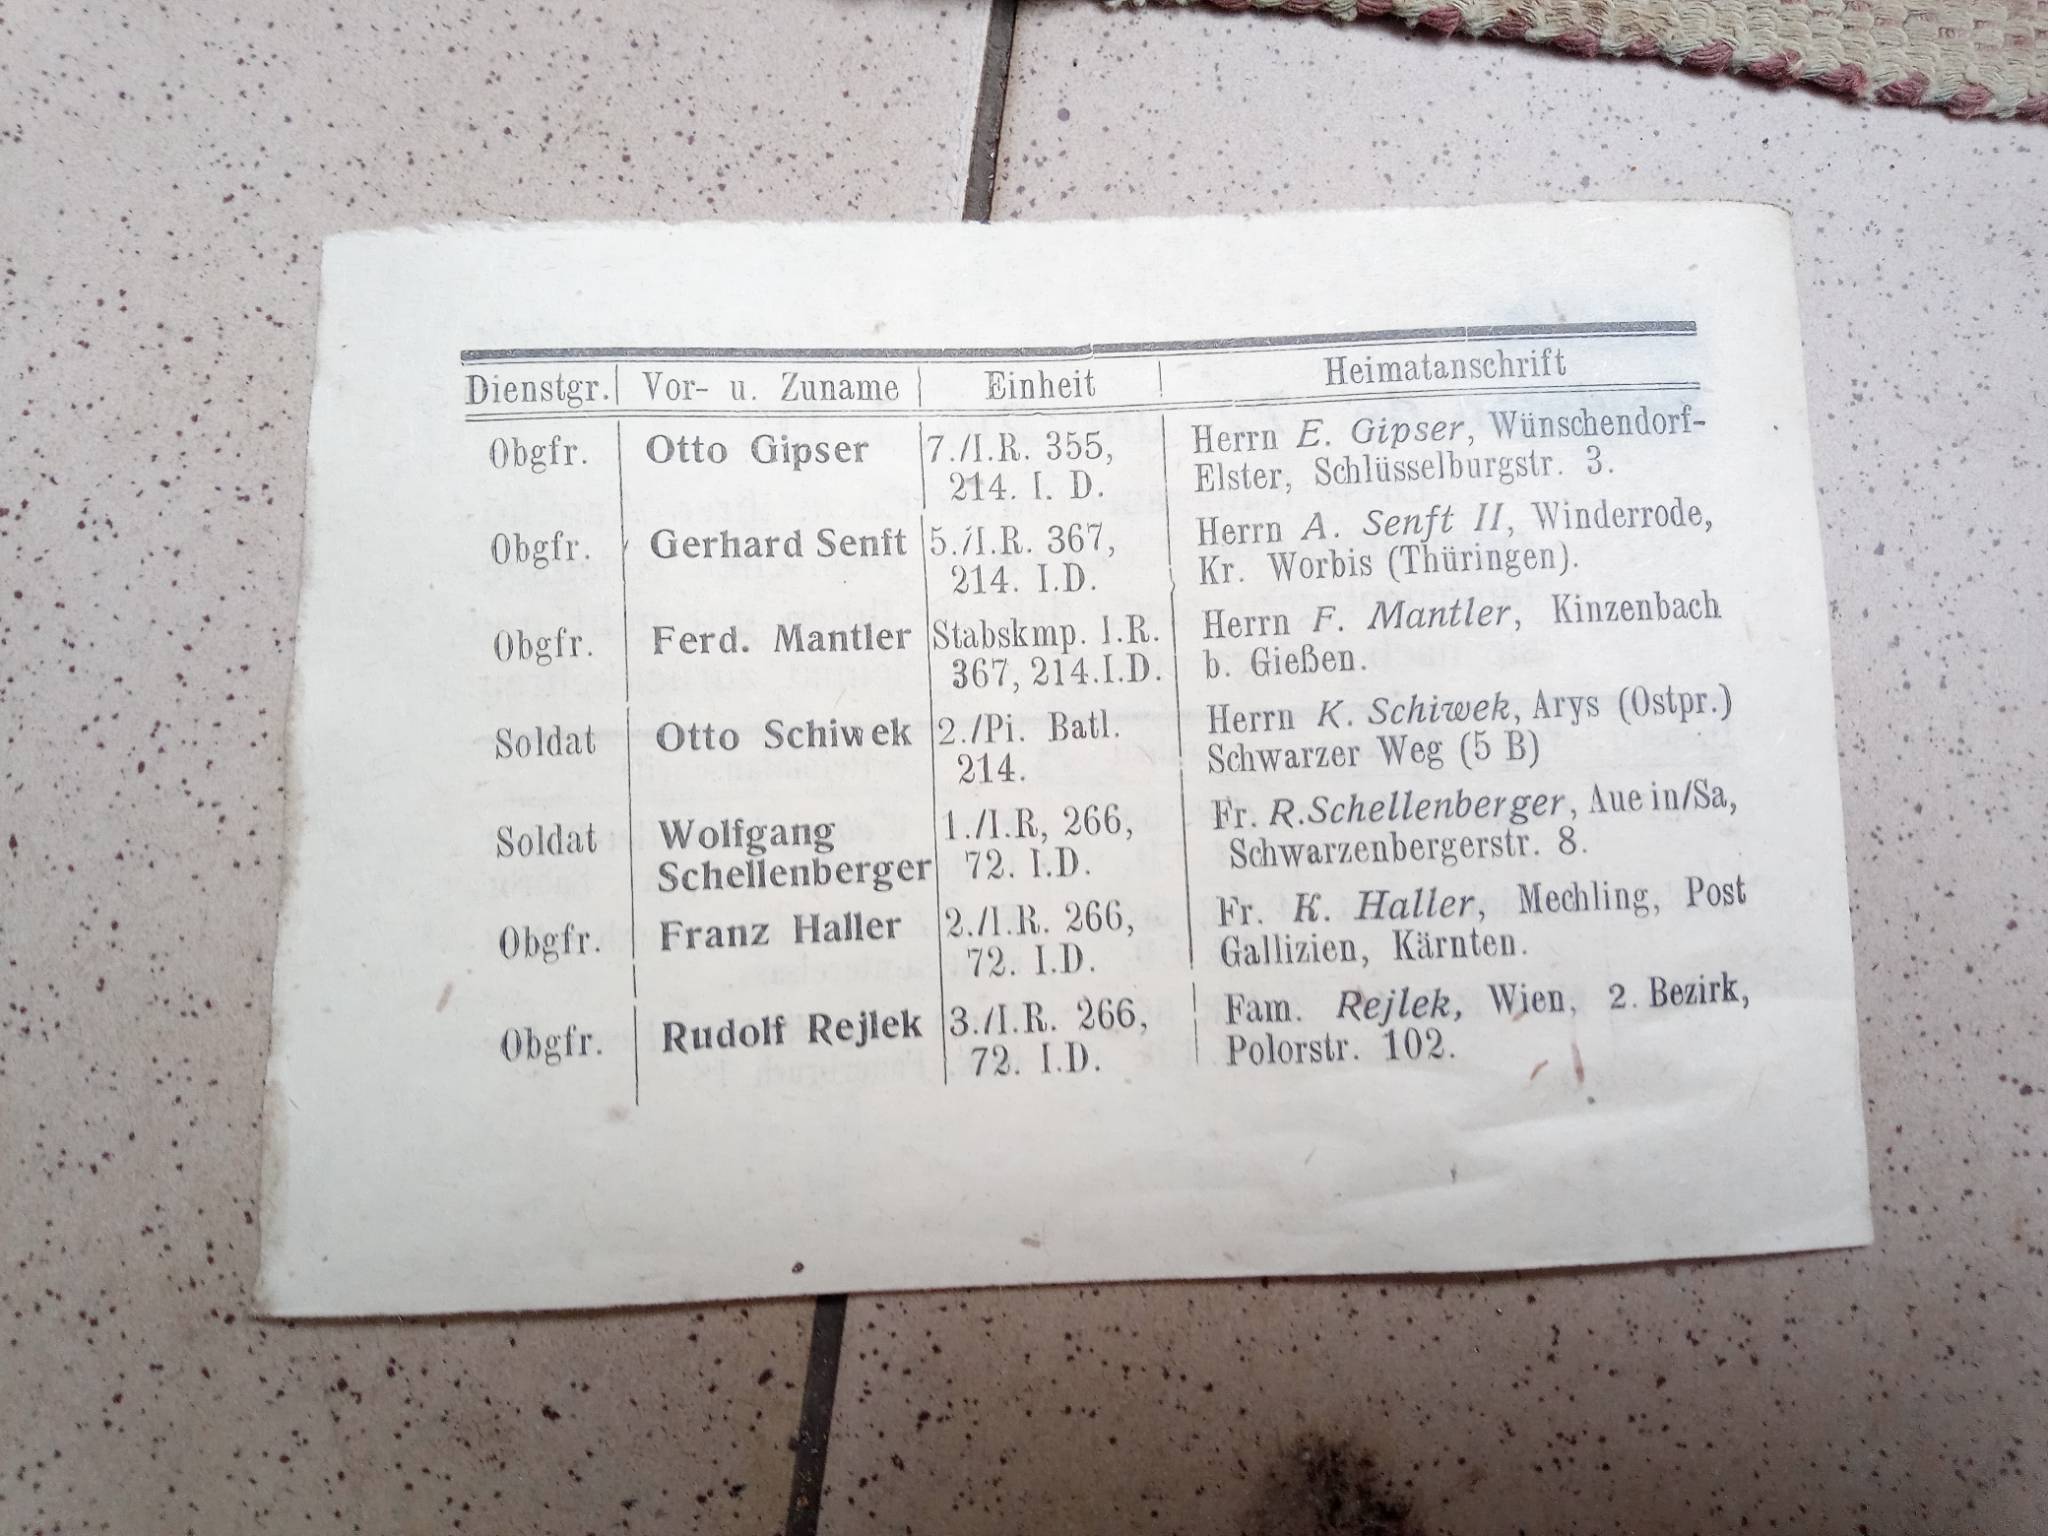 Dienstgr. Vor- u. Zuname Einheit Heimatanschrift
Obgfr. Otto Gipser 7./I.R. 355, Herrn E. Gipser, Wünschendorf-
214. I. D. Elster, Schlüsselburgstr. 3.
Obgfr. Gerhard Senft 5./I.R. 367, Herrn A. Senft II, Winderrode,
214. I.D. Kr. Worbis (Thüringen).
Obgfr. Ferd. Mantler Stabskmp. I.R. Herrn F. Mantler, Kinzenbach
367, 214.I.D. b. Gießen.
Soldat Otto Schiwek 2./Pi. Batl. Herrn K. Schiwek, Arys (Ostpr.)
214. Schwarzer Weg (5 B)
Soldat Wolfgang 1./I.R, 266, Fr. R.Schellenberger, Aue in/Sa,
Schellenberger 72. I.D. Schwarzenbergerstr. 8.
Obgfr. Franz Haller 2./I.R. 266, Fr. K. Haller, Mechling, Post
72. I.D. Gallizien, Kärnten.
Obgfr. Rudolf Rejlek 3./I.R. 266, Fam. Rejlek, Wien, 2. Bezirk,
72. I.D. Polorstr. 102.